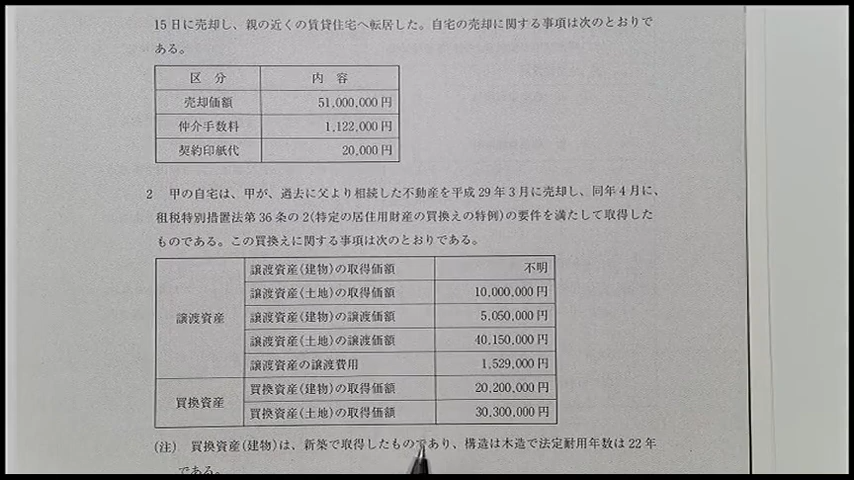 15日に売却し、親の近くの賃貸住宅へ転居した。自宅の売却に関する事項は次のとおりで
ある。
区 分 内 容
売却価額 51,000,000円
仲介手数料 1,122,000円
契約印紙代 20,000円
2 甲の自宅は、甲が、過去に父より相続した不動産を平成29年3月に売却し、同年4月に、
租税特別措置法第36条の2(特定の居住用財産の買換えの特例)の要件を満たして取得した
ものである。この買換えに関する事項は次のとおりである。
譲渡資産 譲渡資産(建物)の取得価額 不明
譲渡資産(土地)の取得価額 10,000,000円
譲渡資産(建物)の譲渡価額 5,050,000円
譲渡資産(土地)の譲渡価額 40,150,000円
譲渡資産の譲渡費用 1,529,000円
買換資産 買換資産(建物)の取得価額 20,200,000円
買換資産(土地)の取得価額 30,300,000円
(注) 買換資産(建物)は、新築で取得したものであり、構造は木造で法定耐用年数は22年
である。